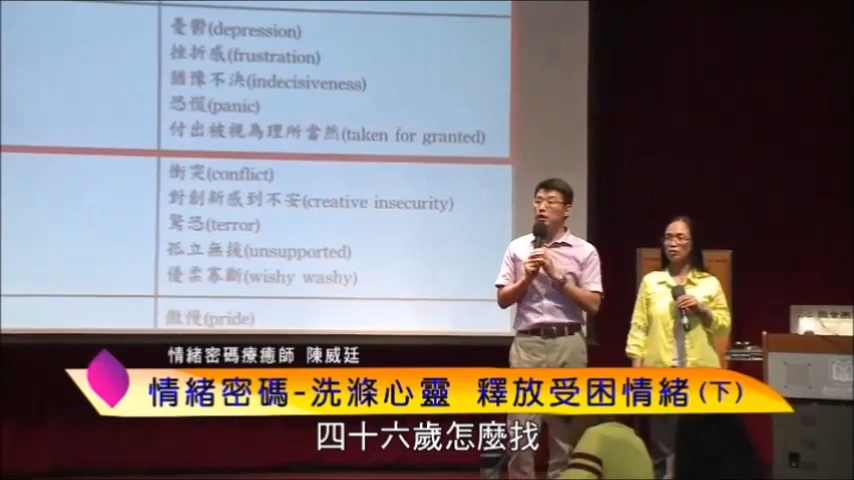 憂鬱(depression)
挫折感(frustration)
猶豫不決(indecisiveness)
恐慌(panic)
付出被視為理所當然(taken for granted)
衝突(conflict)
對創新感到不安(creative insecurity)
驚恐(terror)
孤立無援(unsupported)
優柔寡斷(wishy washy)
傲慢(pride)
情緒密碼療癒師 陳威廷
情緒密碼-洗滌心靈 釋放受困情緒(下)
四十六歲怎麼找